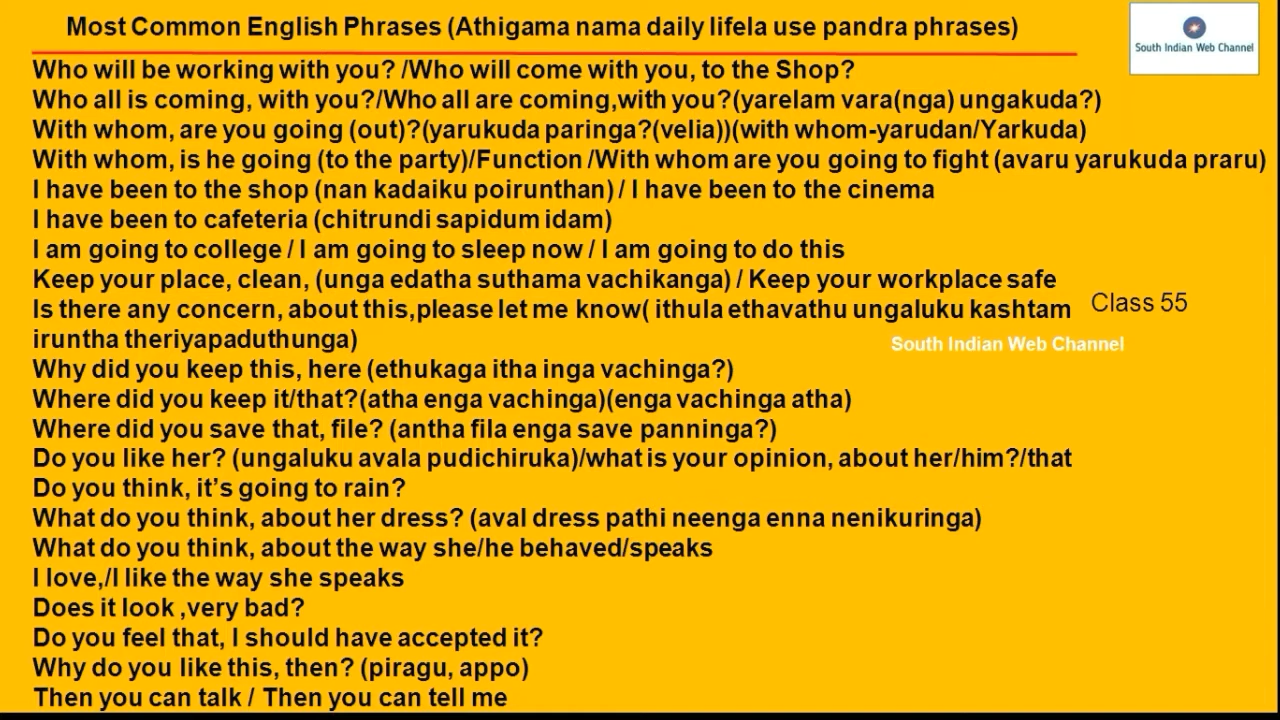 Most Common English Phrases (Athigama nama daily lifela use pandra phrases)
South Indian Web Channel
Who will be working with you? /Who will come with you, to the Shop?
Who all is coming, with you?/Who all are coming,with you?(yarelam vara(nga) ungakuda?)
With whom, are you going (out)?(yarukuda paringa?(velia))(with whom-yarudan/Yarkuda)
With whom, is he going (to the party)/Function /With whom are you going to fight (avaru yarukuda praru)
I have been to the shop (nan kadaiku poirunthan) / I have been to the cinema
I have been to cafeteria (chitrundi sapidum idam)
I am going to college / I am going to sleep now / I am going to do this
Keep your place, clean, (unga edatha suthama vachikanga) / Keep your workplace safe
Is there any concern, about this,please let me know( ithula ethavathu ungaluku kashtam
iruntha theriyapaduthunga)
Class 55
South Indian Web Channel
Why did you keep this, here (ethukaga itha inga vachinga?)
Where did you keep it/that?(atha enga vachinga)(enga vachinga atha)
Where did you save that, file? (antha fila enga save panninga?)
Do you like her? (ungaluku avala pudichiruka)/what is your opinion, about her/him?/that
Do you think, it's going to rain?
What do you think, about her dress? (aval dress pathi neenga enna nenikuringa)
What do you think, about the way she/he behaved/speaks
I love,/I like the way she speaks
Does it look ,very bad?
Do you feel that, I should have accepted it?
Why do you like this, then? (piragu, appo)
Then you can talk / Then you can tell me